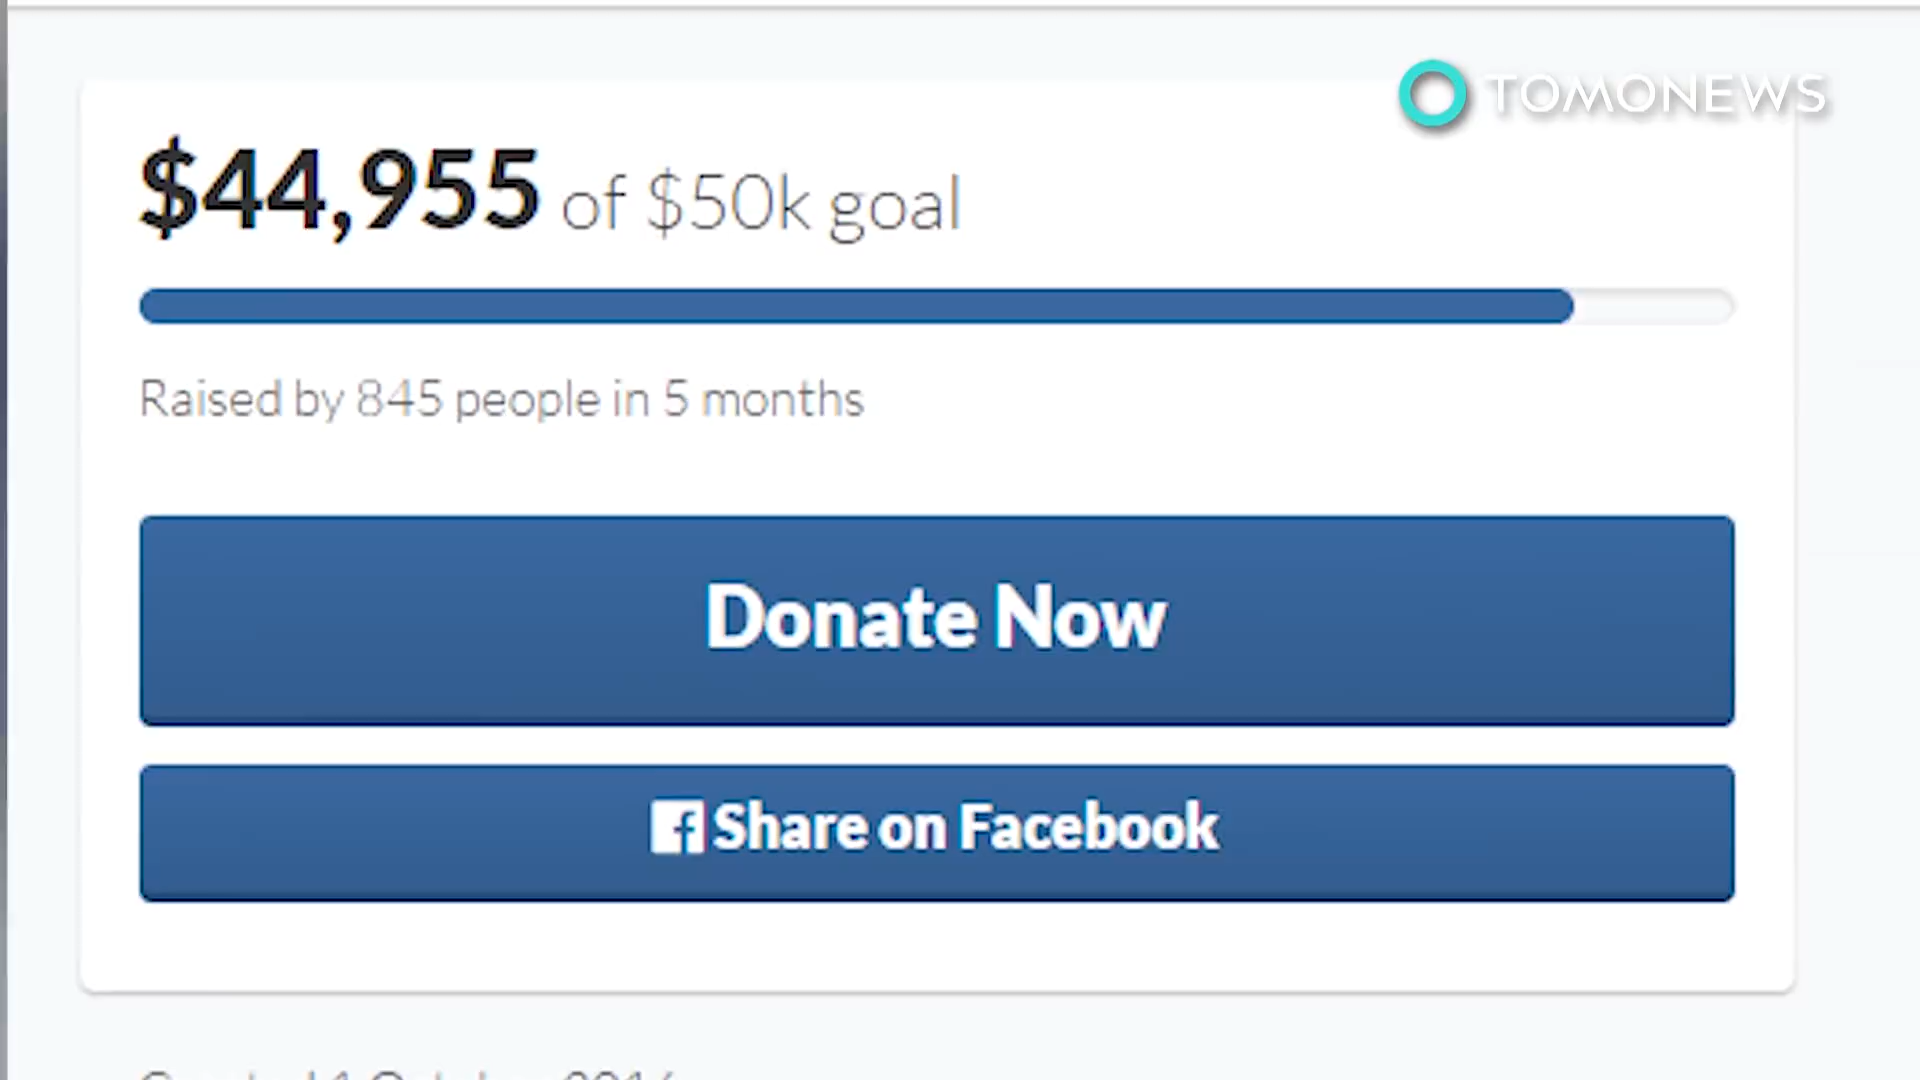 TOMONEWS
$44,955 of $50k goal
Raised by 845 people in 5 months
Donate Now
Share on Facebook